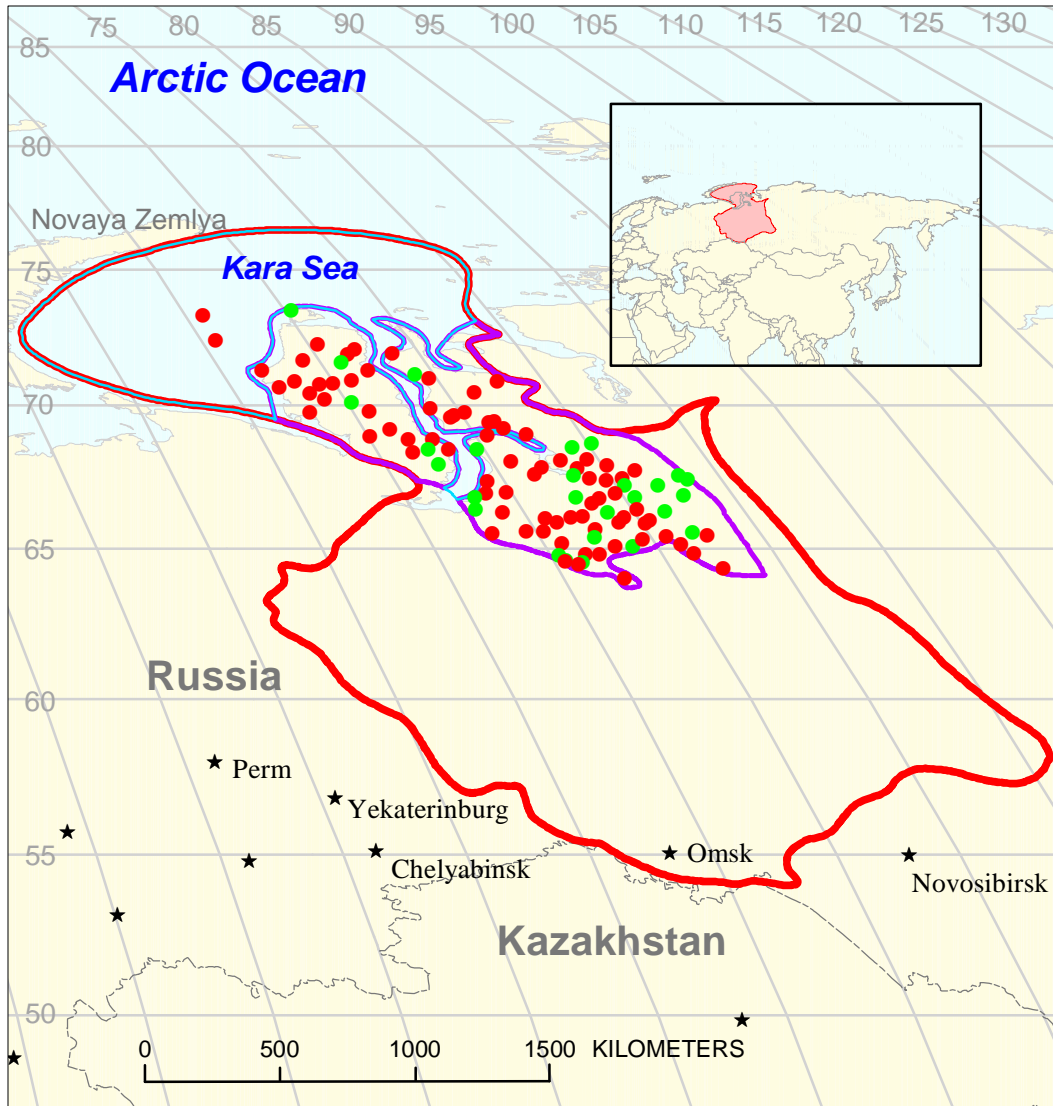 75 80 85 90 95 100 105 110 115 120 130
85
Arctic Ocean
80
Novaya Zemlya
75
Kara Sea
70
65
Russia
60
Perm
Yekaterinburg
55
Chelyabinsk
Omsk
Novosibirsk
Kazakhstan
50
0 500 1000 1500 KILOMETERS